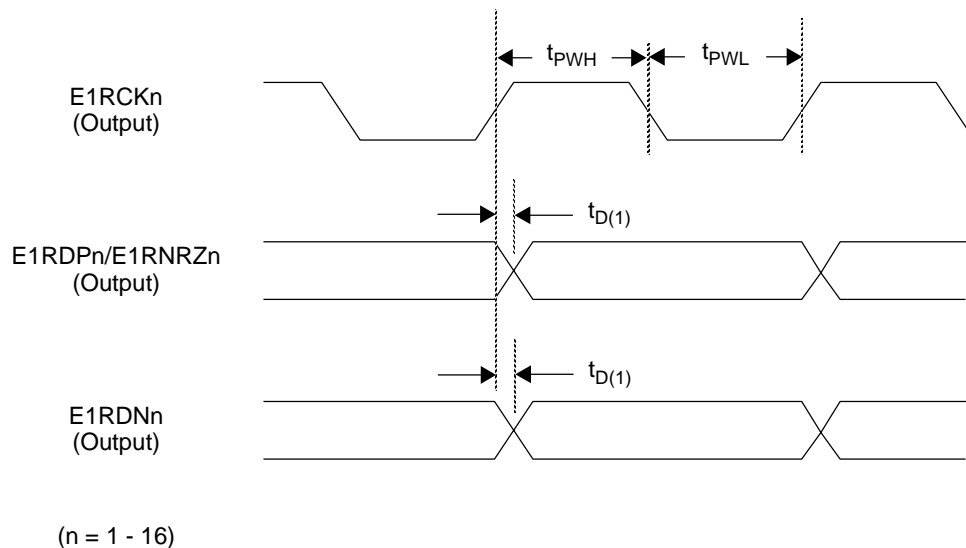 t_PWH
t_PWL
E1RCKn
(Output)
t_D(1)
E1RDPn/E1RNRZn
(Output)
t_D(1)
E1RDNn
(Output)
(n = 1 - 16)